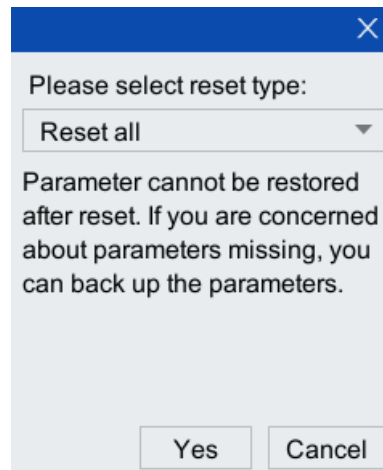 Please select reset type:
Reset all
Parameter cannot be restored
after reset. If you are concerned
about parameters missing, you
can back up the parameters.
Yes
Cancel